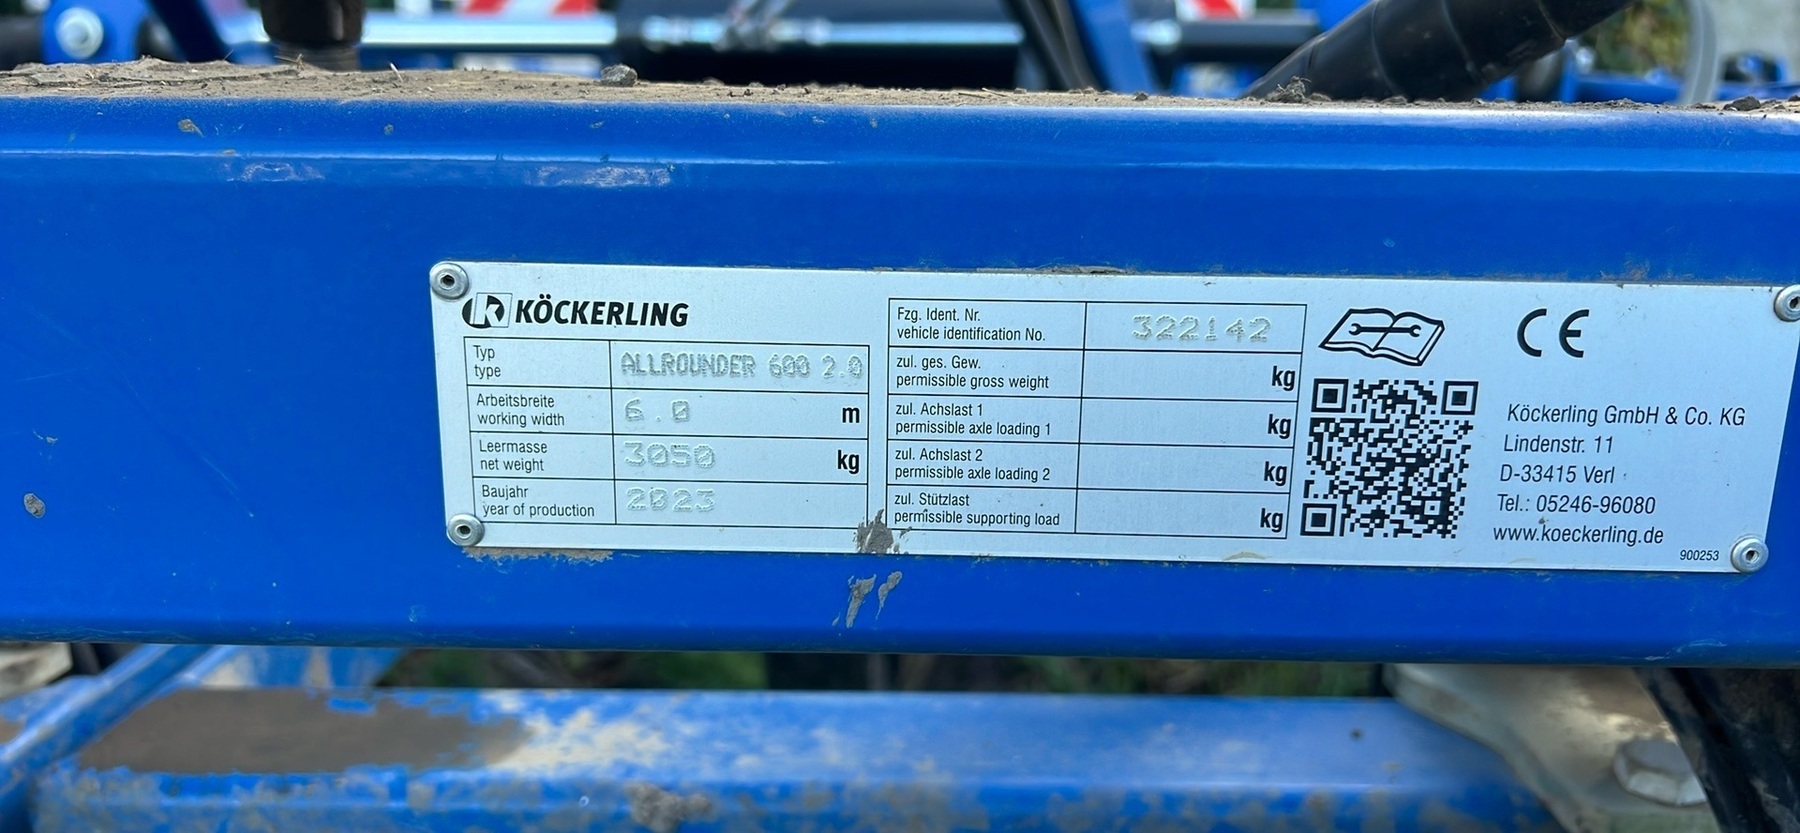 KÖCKERLING
Typ
type
ALLROUNDER 600 2.0
Arbeitsbreite
working width
6.0 m
Leermasse
net weight
3050 kg
Baujahr
year of production
2023
Fzg. Ident. Nr.
vehicle identification No.
322142
zul. ges. Gew.
permissible gross weight
kg
zul. Achslast 1
permissible axle loading 1
kg
zul. Achslast 2
permissible axle loading 2
kg
zul. Stützlast
permissible supporting load
kg
CE
Köckerling GmbH & Co. KG
Lindenstr. 11
D-33415 Verl
Tel.: 05246-96080
www.koeckerling.de
900253